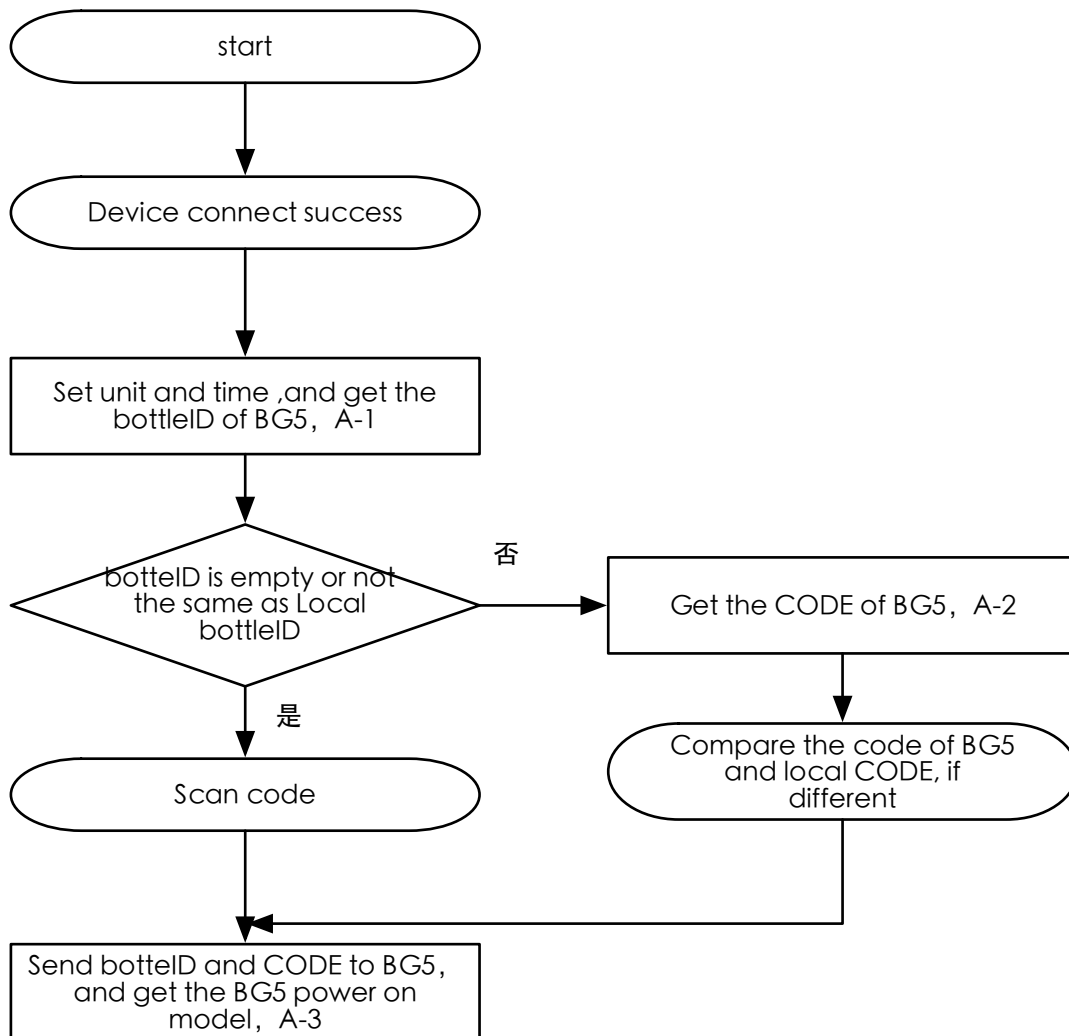 start
Device connect success
Set unit and time ,and get the
bottleID of BG5，A-1
botteID is empty or not
the same as Local
bottleID
否
Get the CODE of BG5，A-2
是
Compare the code of BG5
and local CODE, if
different
Scan code
Send botteID and CODE to BG5，
and get the BG5 power on
model，A-3